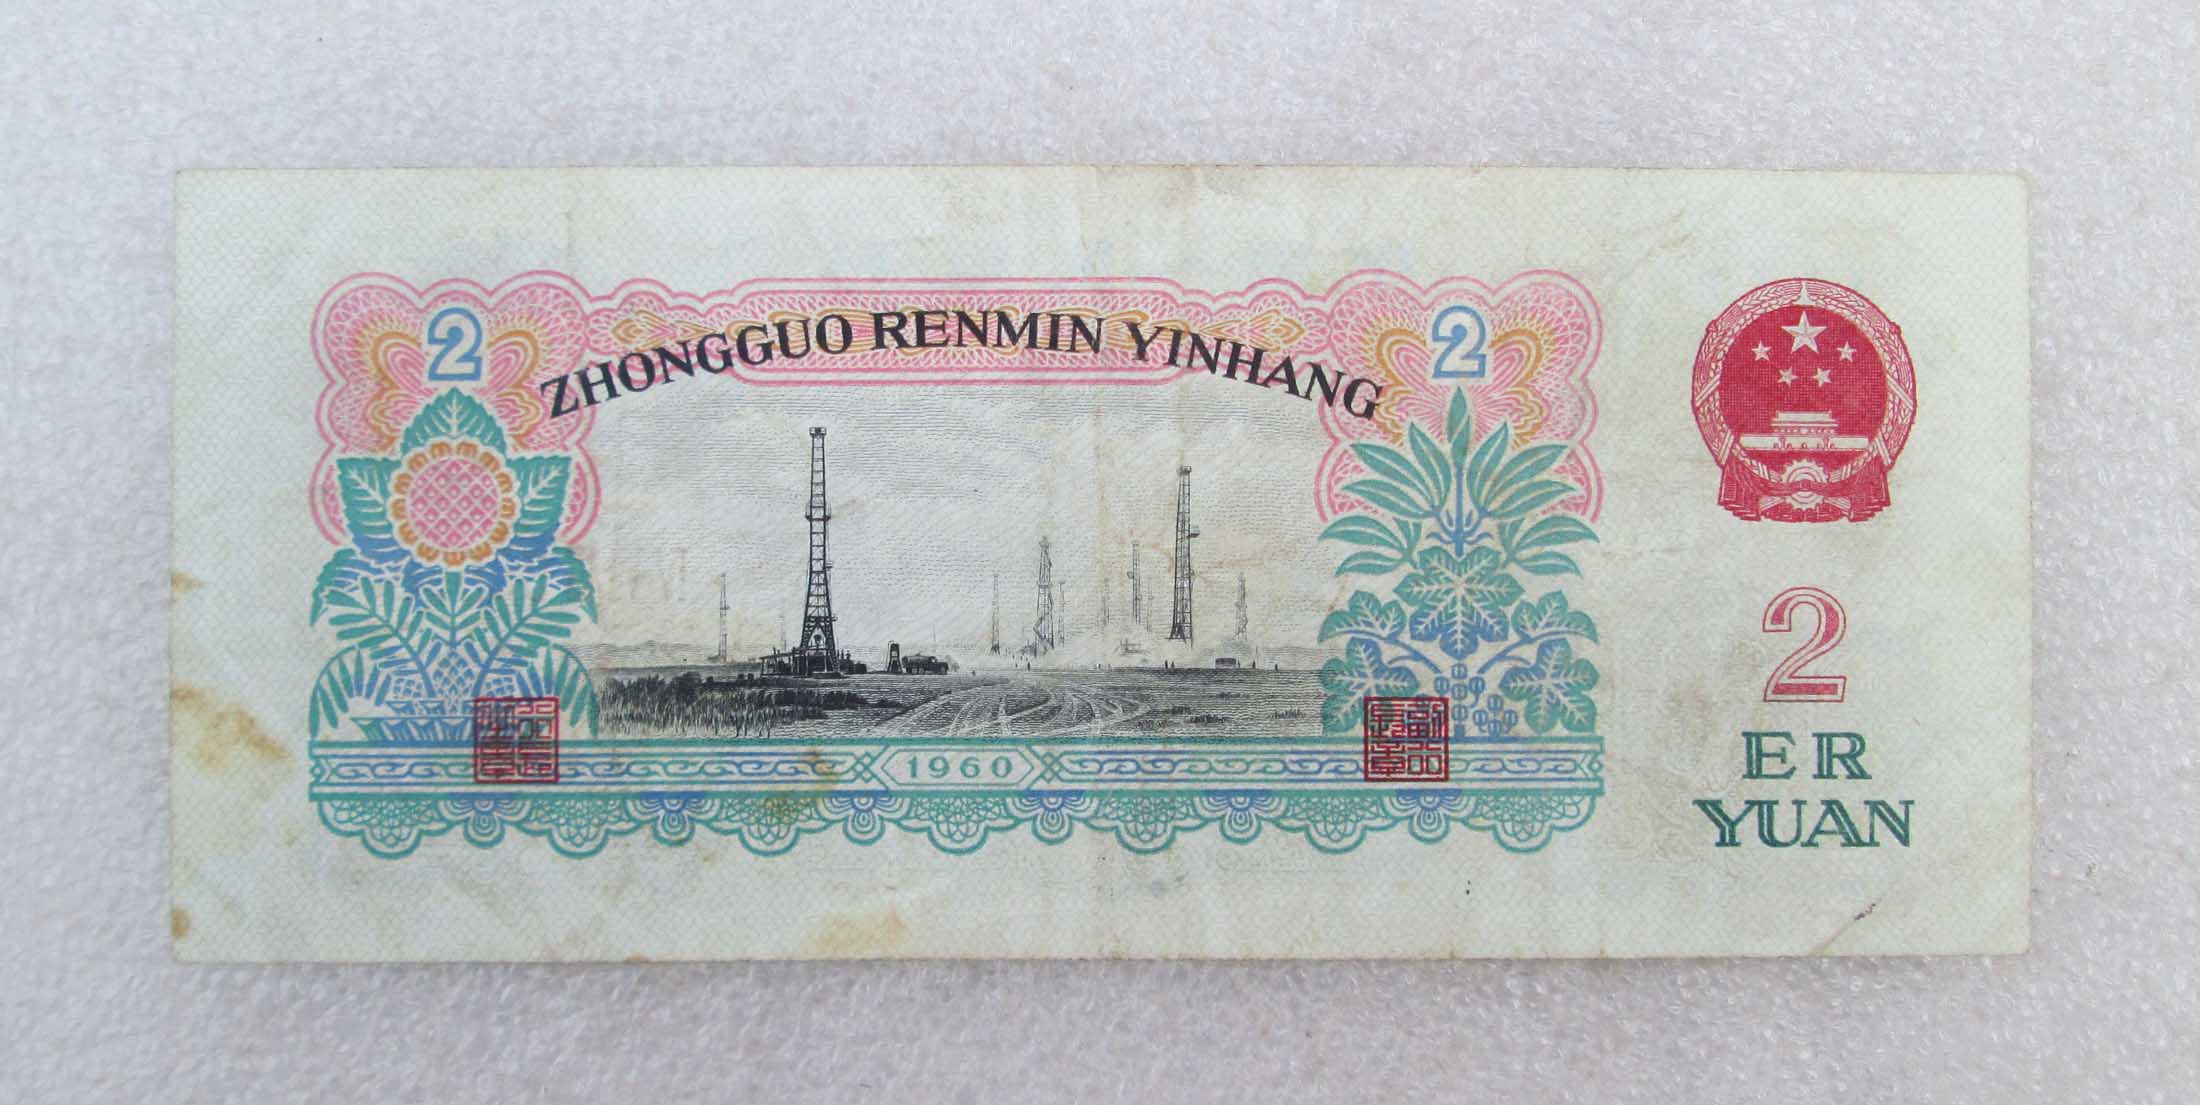 ZHONGGUO RENMIN YINHANG
2
2
2
ER
YUAN
1960